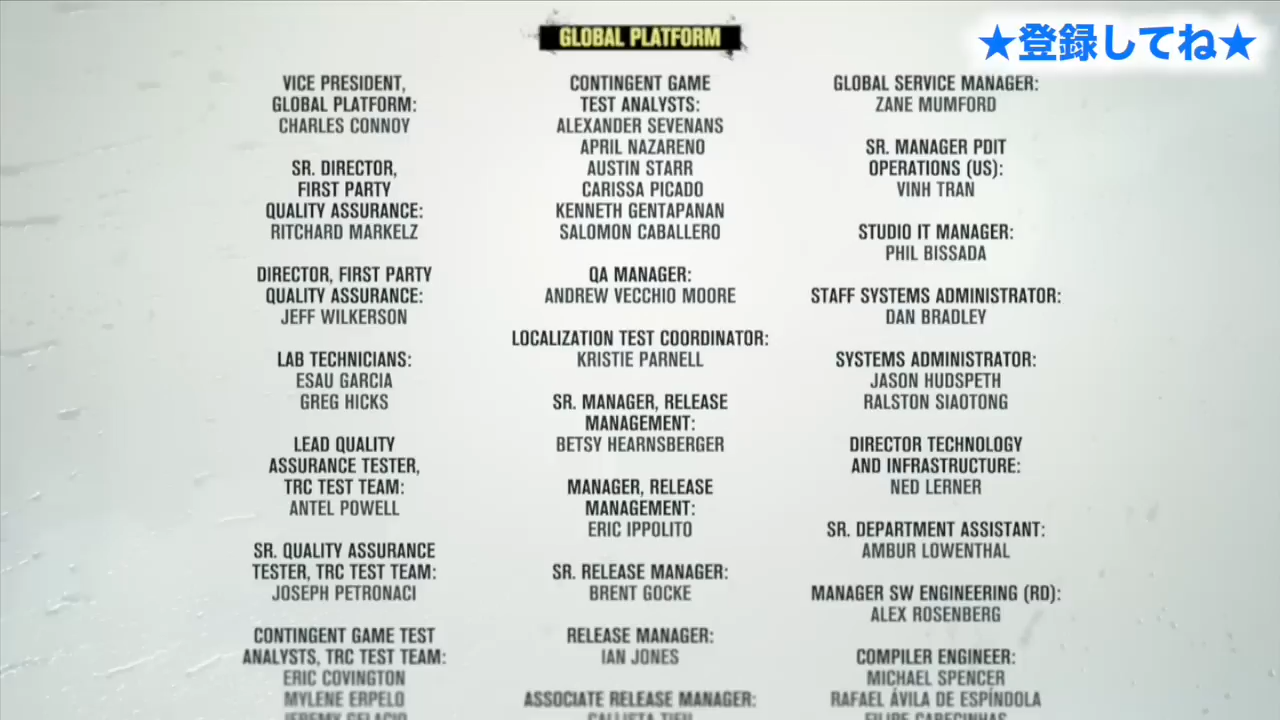 GLOBAL PLATFORM
★登録してね★
VICE PRESIDENT,
GLOBAL PLATFORM:
CHARLES CONNOY
SR. DIRECTOR,
FIRST PARTY
QUALITY ASSURANCE:
RITCHARD MARKELZ
DIRECTOR, FIRST PARTY
QUALITY ASSURANCE:
JEFF WILKERSON
LAB TECHNICIANS:
ESAU GARCIA
GREG HICKS
LEAD QUALITY
ASSURANCE TESTER,
TRC TEST TEAM:
ANTEL POWELL
SR. QUALITY ASSURANCE
TESTER, TRC TEST TEAM:
JOSEPH PETRONACI
CONTINGENT GAME TEST
ANALYSTS, TRC TEST TEAM:
ERIC COVINGTON
MYLENE ERPELO
JEREMY GELACIO
CONTINGENT GAME
TEST ANALYSTS:
ALEXANDER SEVENANS
APRIL NAZARENO
AUSTIN STARR
CARISSA PICADO
KENNETH GENTAPANAN
SALOMON CABALLERO
QA MANAGER:
ANDREW VECCHIO MOORE
LOCALIZATION TEST COORDINATOR:
KRISTIE PARNELL
SR. MANAGER, RELEASE
MANAGEMENT:
BETSY HEARNSBERGER
MANAGER, RELEASE
MANAGEMENT:
ERIC IPPOLITO
SR. RELEASE MANAGER:
BRENT GOCKE
RELEASE MANAGER:
IAN JONES
ASSOCIATE RELEASE MANAGER:
GLOBAL SERVICE MANAGER:
ZANE MUMFORD
SR. MANAGER PDIT
OPERATIONS (US):
VINH TRAN
STUDIO IT MANAGER:
PHIL BISSADA
STAFF SYSTEMS ADMINISTRATOR:
DAN BRADLEY
SYSTEMS ADMINISTRATOR:
JASON HUDSPETH
RALSTON SIAOTONG
DIRECTOR TECHNOLOGY
AND INFRASTRUCTURE:
NED LERNER
SR. DEPARTMENT ASSISTANT:
AMBUR LOWENTHAL
MANAGER SW ENGINEERING (RD):
ALEX ROSENBERG
COMPILER ENGINEER:
MICHAEL SPENCER
RAFAEL ÁVILA DE ESPÍNDOLA
FILIPE CABECINHAS